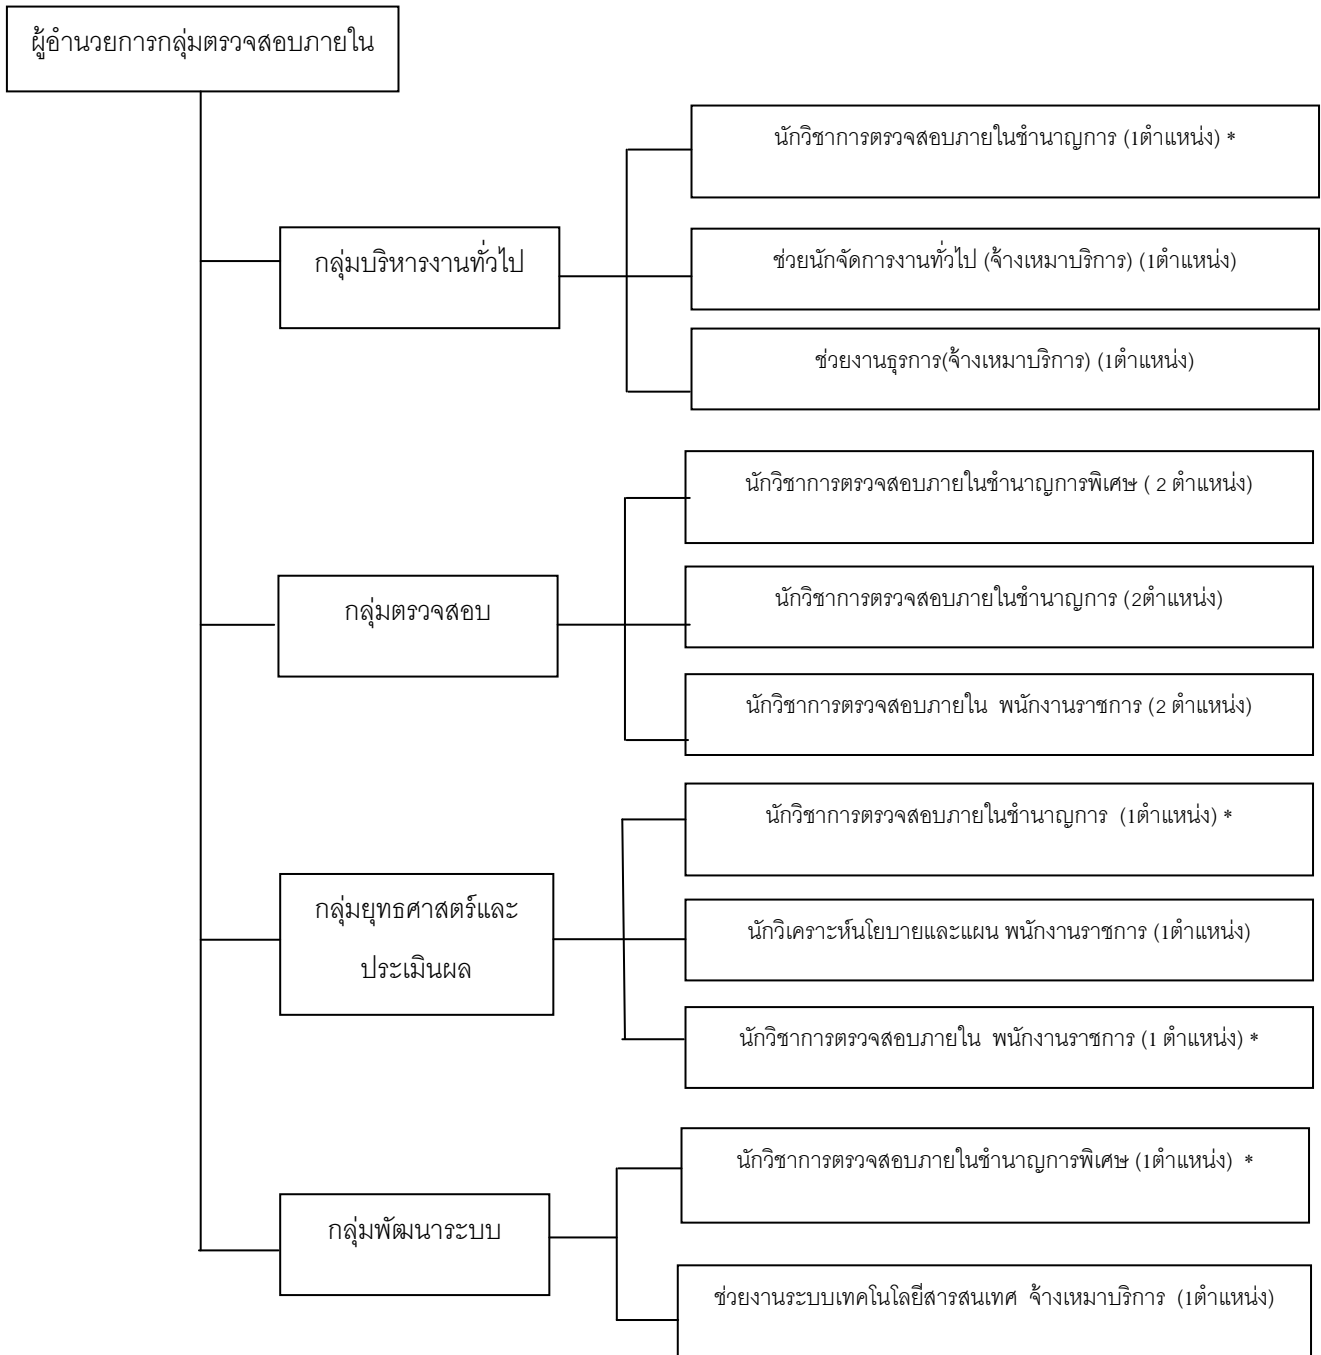 ผู้อำนวยการกลุ่มตรวจสอบภายใน
กลุ่มบริหารงานทั่วไป
นักวิชาการตรวจสอบภายในชำนาญการ (1ตำแหน่ง) *
ช่วยนักจัดการงานทั่วไป (จ้างเหมาบริการ) (1ตำแหน่ง)
ช่วยงานธุรการ(จ้างเหมาบริการ) (1ตำแหน่ง)
กลุ่มตรวจสอบ
นักวิชาการตรวจสอบภายในชำนาญการพิเศษ ( 2 ตำแหน่ง)
นักวิชาการตรวจสอบภายในชำนาญการ (2ตำแหน่ง)
นักวิชาการตรวจสอบภายใน พนักงานราชการ (2 ตำแหน่ง)
กลุ่มยุทธศาสตร์และ
ประเมินผล
นักวิชาการตรวจสอบภายในชำนาญการ (1ตำแหน่ง) *
นักวิเคราะห์นโยบายและแผน พนักงานราชการ (1ตำแหน่ง)
นักวิชาการตรวจสอบภายใน พนักงานราชการ (1 ตำแหน่ง) *
กลุ่มพัฒนาระบบ
นักวิชาการตรวจสอบภายในชำนาญการพิเศษ (1ตำแหน่ง) *
ช่วยงานระบบเทคโนโลยีสารสนเทศ จ้างเหมาบริการ (1ตำแหน่ง)